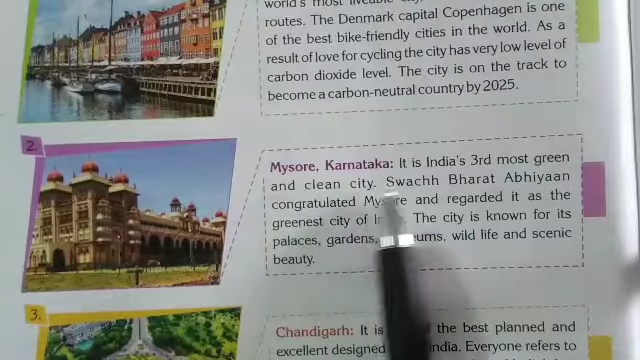 world's most
routes. The Denmark capital Copenhagen is one
of the best bike-friendly cities in the world. As a
result of love for cycling the city has very low level of
carbon dioxide level. The city is on the track to
become a carbon-neutral country by 2025.
2.
Mysore, Karnataka: It is India's 3rd most green
and clean city. Swachh Bharat Abhiyaan
congratulated Mysore and regarded it as the
greenest city of The city is known for its
palaces, gardens, wild life and scenic
beauty.
3.
Chandigarh: It is the best planned and
excellent designed India. Everyone refers to